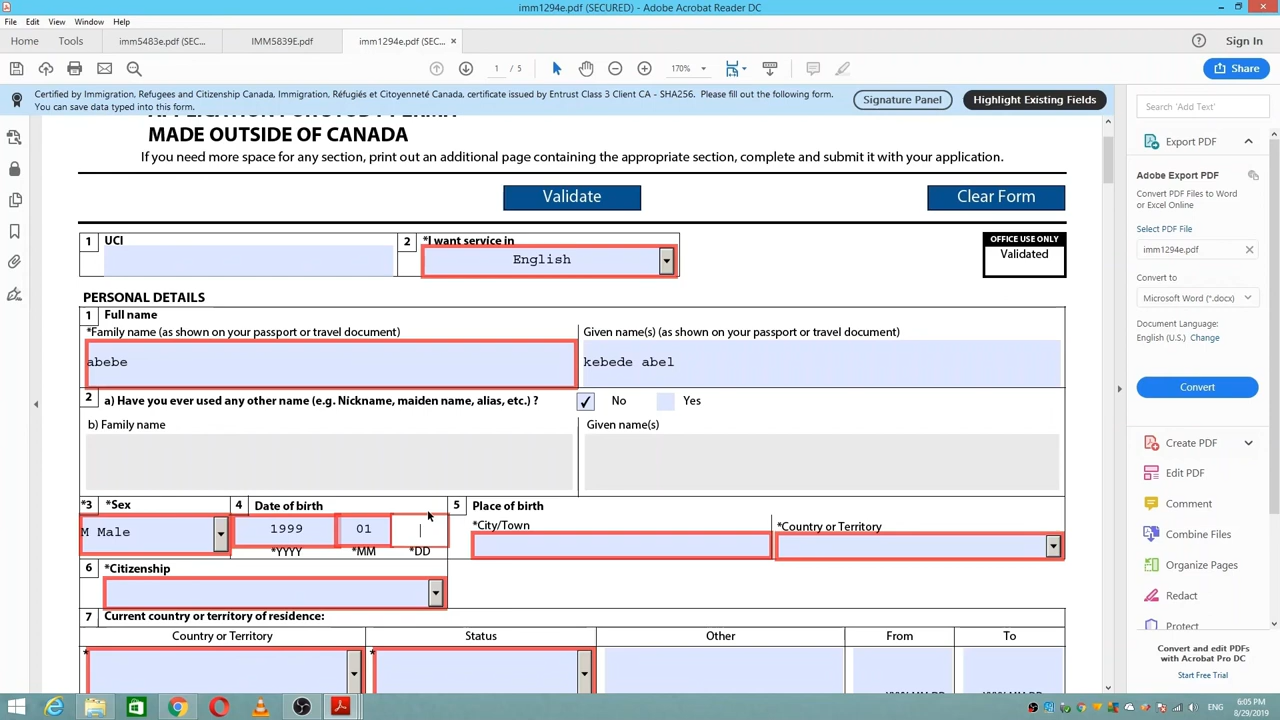 imm1294e.pdf (SECURED) - Adobe Acrobat Reader DC
File Edit View Window Help
Home Tools imm5483e.pdf (SEC... IMM5839E.pdf imm1294e.pdf (SEC... × Sign In
1 / 5 170% Share
Certified by Immigration, Refugees and Citizenship Canada, Immigration, Réfugiés et Citoyenneté Canada, certificate issued by Entrust Class 3 Client CA - SHA256. Please fill out the following form.
You can save data typed into this form.
Signature Panel
Highlight Existing Fields
MADE OUTSIDE OF CANADA
If you need more space for any section, print out an additional page containing the appropriate section, complete and submit it with your application.
Validate
Clear Form
1 UCI
2 *I want service in
English
OFFICE USE ONLY
Validated
PERSONAL DETAILS
1 Full name
*Family name (as shown on your passport or travel document)
Given name(s) (as shown on your passport or travel document)
abebe
kebede abel
2 a) Have you ever used any other name (e.g. Nickname, maiden name, alias, etc.) ? ✓ No Yes
b) Family name
Given name(s)
*3 *Sex
4 Date of birth
5 Place of birth
M Male
1999 01
*YYYY *MM *DD
*City/Town
*Country or Territory
6 *Citizenship
7 Current country or territory of residence:
Country or Territory Status Other From To
* *
Search 'Add Text'
Export PDF
Adobe Export PDF
Convert PDF Files to Word
or Excel Online
Select PDF File
imm1294e.pdf
Convert to
Microsoft Word (*.docx)
Document Language:
English (U.S.) Change
Convert
Create PDF
Edit PDF
Comment
Combine Files
Organize Pages
Redact
Protect
Convert and edit PDFs
with Acrobat Pro DC
Start Free Trial
ENG
6:05 PM
8/29/2019